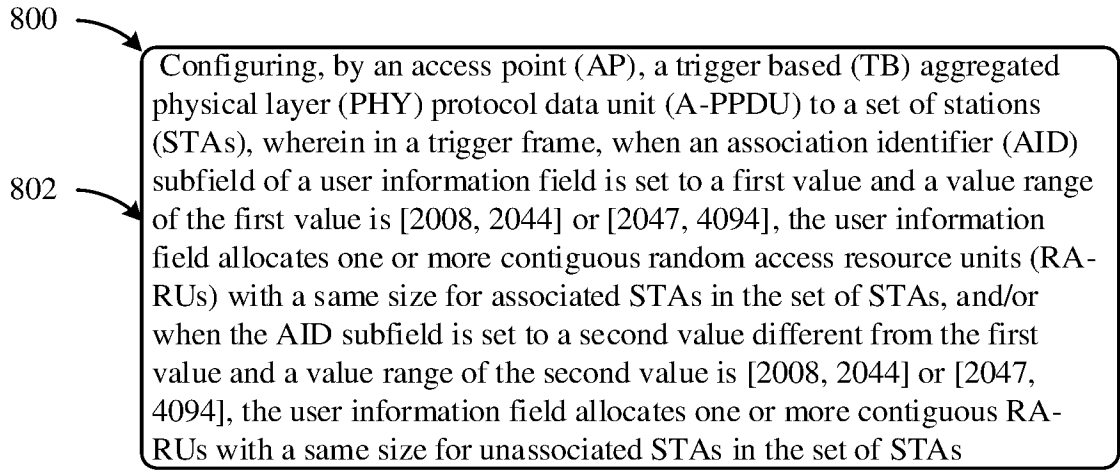 800
Configuring, by an access point (AP), a trigger based (TB) aggregated
physical layer (PHY) protocol data unit (A-PPDU) to a set of stations
(STAs), wherein in a trigger frame, when an association identifier (AID)
802
subfield of a user information field is set to a first value and a value range
of the first value is [2008, 2044] or [2047, 4094], the user information
field allocates one or more contiguous random access resource units (RA-
RUs) with a same size for associated STAs in the set of STAs, and/or
when the AID subfield is set to a second value different from the first
value and a value range of the second value is [2008, 2044] or [2047,
4094], the user information field allocates one or more contiguous RA-
RUs with a same size for unassociated STAs in the set of STAs